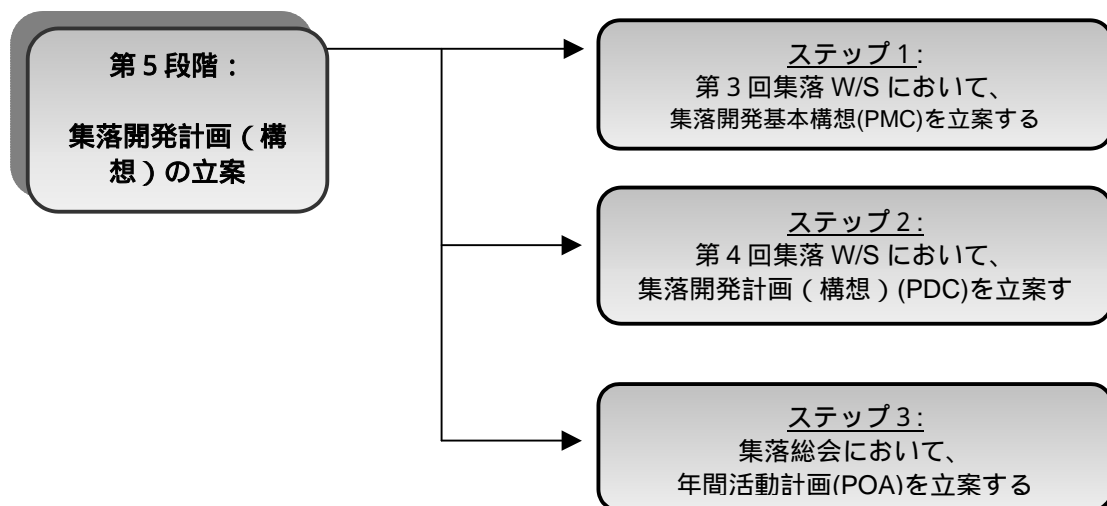 第5段階：
集落開発計画（構
想）の立案
ステップ1:
第3回集落 W/S において、
集落開発基本構想(PMC)を立案する
ステップ2:
第4回集落 W/S において、
集落開発計画（構想）(PDC)を立案す
ステップ3:
集落総会において、
年間活動計画(POA)を立案する